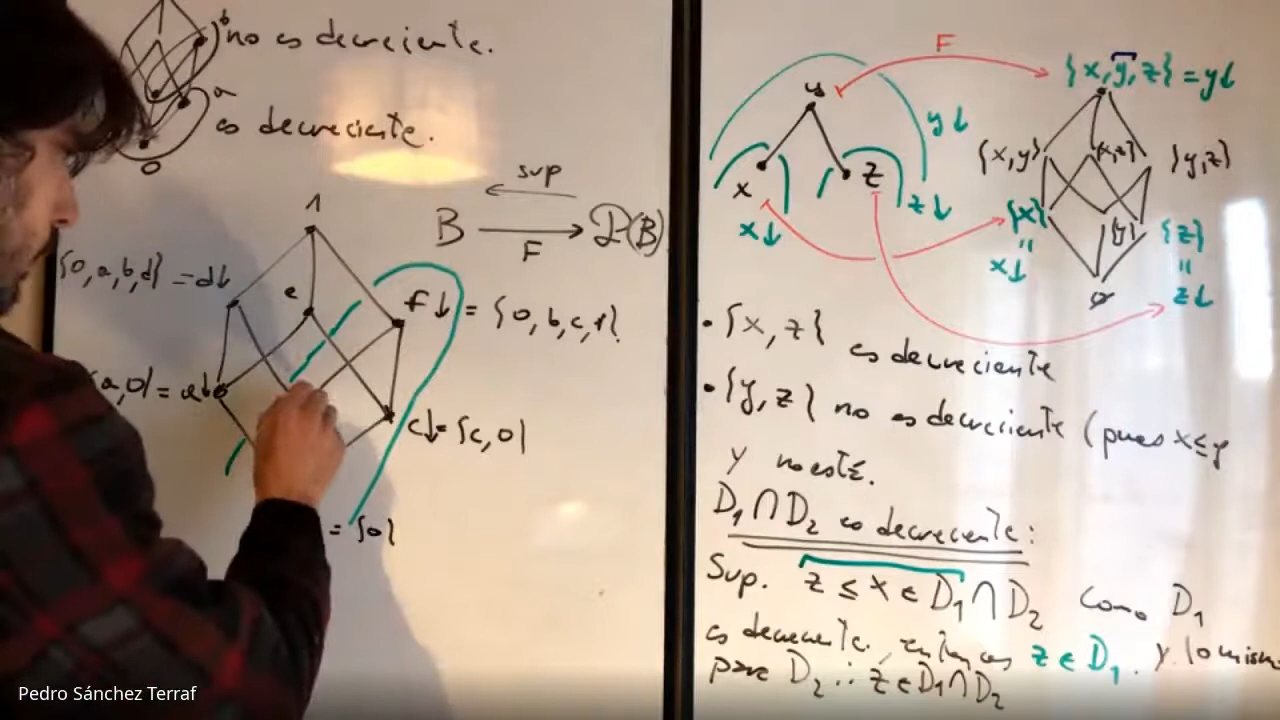 b no es decreciente.
a es decreciente.
0
sup
B → 𝒟(B)
F
1
{0, a, b, d} = d↓
e
f↓ = {0, b, c, f}
{a, 0} = a↓
c↓ = {c, 0}
= {0}
Pedro Sánchez Terraf
F
y
{x, y, z} = y↓
y↓
{x, y} {x, z} {y, z}
x z
z↓
x↓
{x} {y} {z}
"
x↓
"
z↓
∅
• {x, z} es decreciente
• {y, z} no es decreciente (pues x ≤ y
y no está.
D₁ ∩ D₂ es decreciente:
Sup. z ≤ x ∈ D₁ ∩ D₂ como D₁
es decreciente, entonces z ∈ D₁. Y lo mismo
para D₂ ∴ z ∈ D₁ ∩ D₂